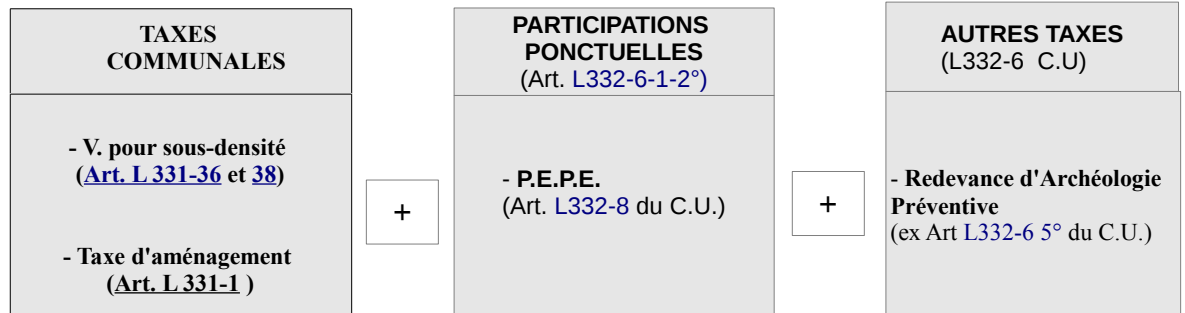 TAXES
COMMUNALES
- V. pour sous-densité
(Art. L 331-36 et 38)
- Taxe d'aménagement
(Art. L 331-1 )
+
PARTICIPATIONS
PONCTUELLES
(Art. L332-6-1-2°)
- P.E.P.E.
(Art. L332-8 du C.U.)
+
AUTRES TAXES
(L332-6 C.U)
- Redevance d'Archéologie
Préventive
(ex Art L332-6 5° du C.U.)